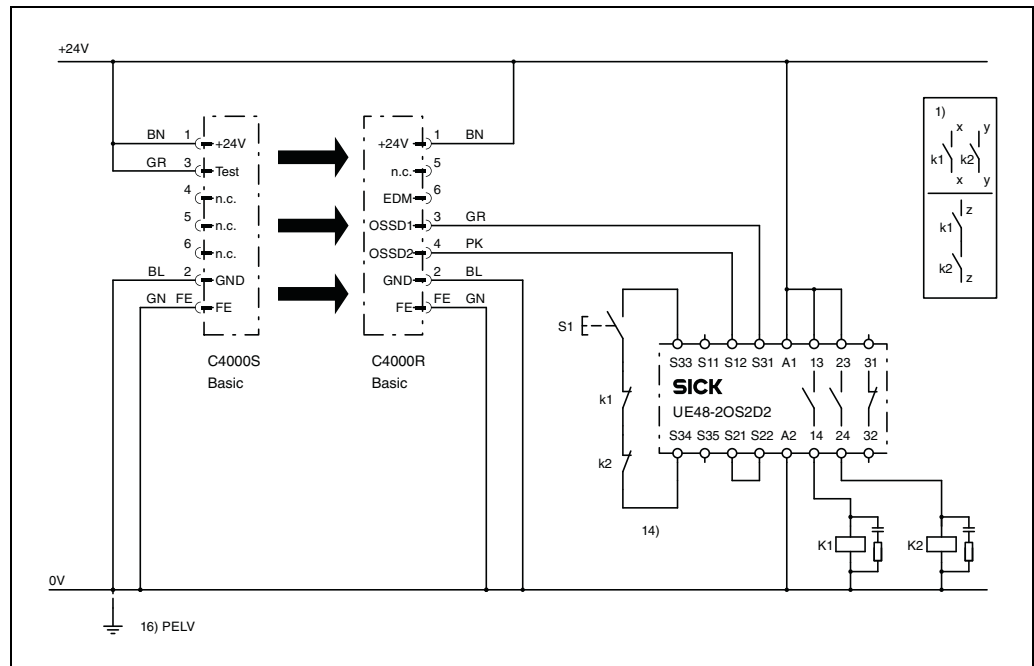 +24V
1)
x y
k1 k2
x y
z
k1
k2
z
BN 1 +24V
GR 3 Test
4 n.c.
5 n.c.
6 n.c.
BL 2 GND
GN FE FE
C4000S
Basic
+24V 1 BN
n.c. 5
EDM 6
OSSD1 3 GR
OSSD2 4 PK
GND 2 BL
FE FE GN
C4000R
Basic
S1
k1
k2
14)
S33 S11 S12 S31 A1 13 23 31
SICK
UE48-2OS2D2
S34 S35 S21 S22 A2 14 24 32
K1
K2
0V
16) PELV